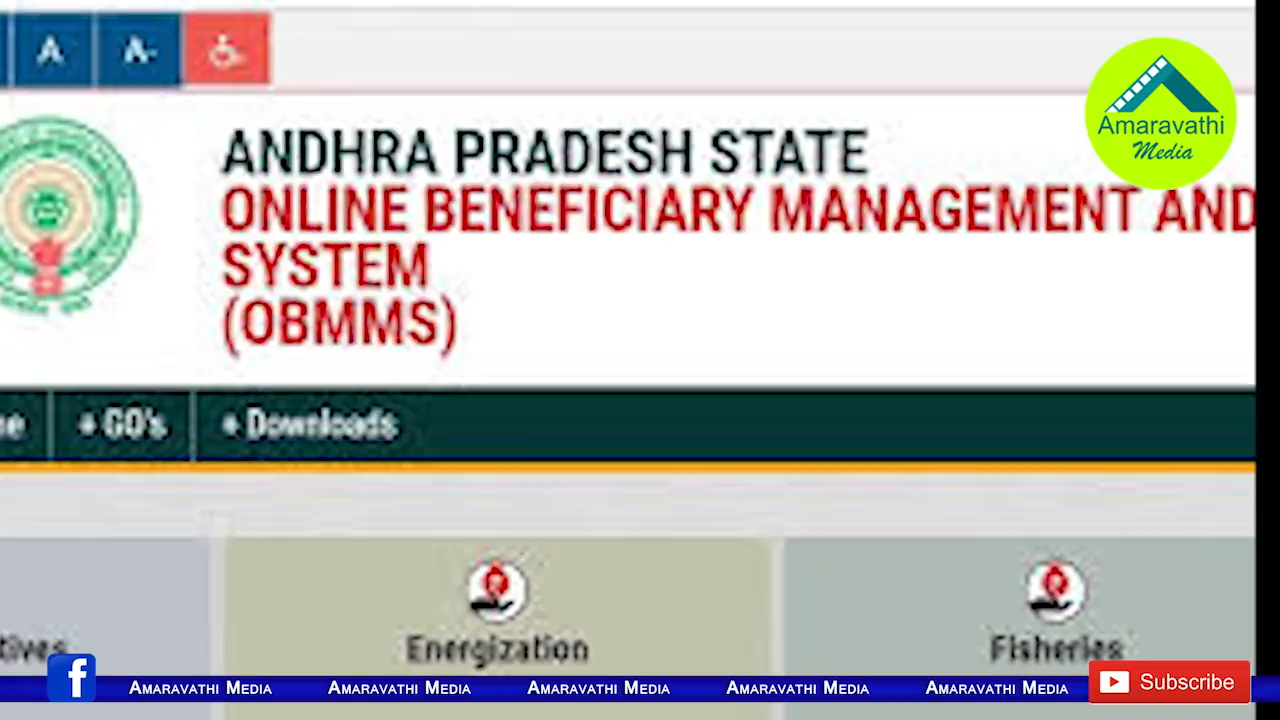 A
A-
Amaravathi
Media
ANDHRA PRADESH STATE
ONLINE BENEFICIARY MANAGEMENT AND
SYSTEM
(OBMMS)
GO's
Downloads
Energization
Fisheries
f
Amaravathi Media Amaravathi Media Amaravathi Media Amaravathi Media Amaravathi Media
Subscribe